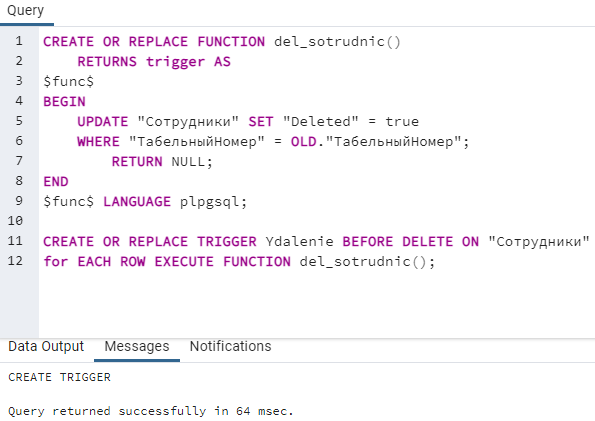 Query
1 CREATE OR REPLACE FUNCTION del_sotrudnic()
2     RETURNS trigger AS
3 $func$
4 BEGIN
5     UPDATE "Сотрудники" SET "Deleted" = true
6     WHERE "ТабельныйНомер" = OLD."ТабельныйНомер";
7         RETURN NULL;
8 END
9 $func$ LANGUAGE plpgsql;
10
11 CREATE OR REPLACE TRIGGER Ydalenie BEFORE DELETE ON "Сотрудники"
12 for EACH ROW EXECUTE FUNCTION del_sotrudnic();
Data Output Messages Notifications
CREATE TRIGGER
Query returned successfully in 64 msec.